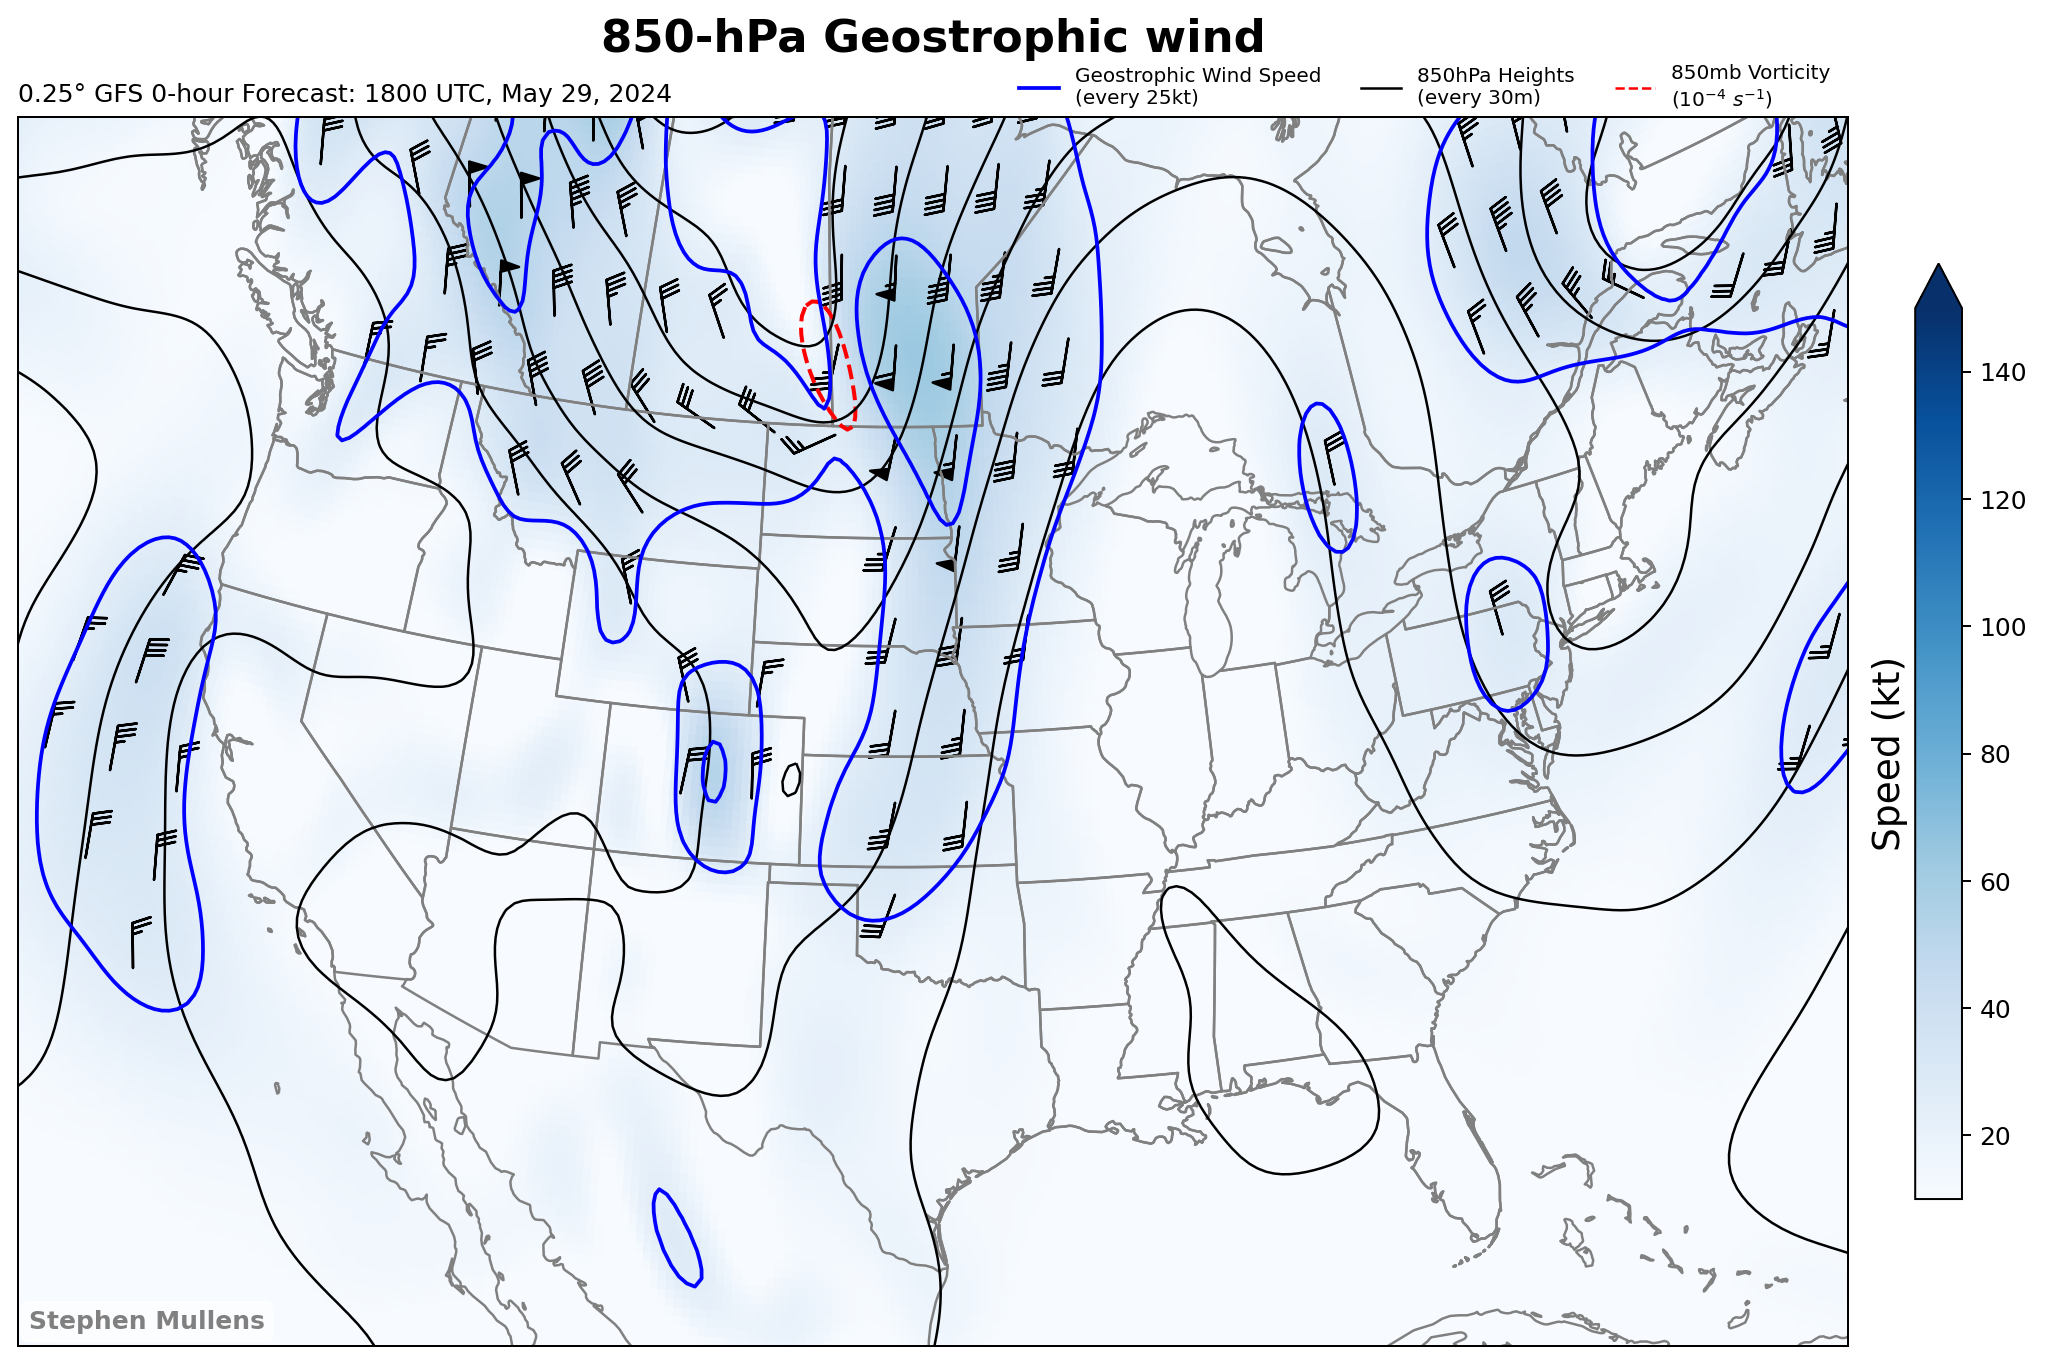 850-hPa Geostrophic wind
0.25° GFS 0-hour Forecast: 1800 UTC, May 29, 2024
Geostrophic Wind Speed
(every 25kt)
850hPa Heights
(every 30m)
850mb Vorticity
(10⁻⁴ s⁻¹)
140
120
100
80
60
40
20
Speed (kt)
Stephen Mullens